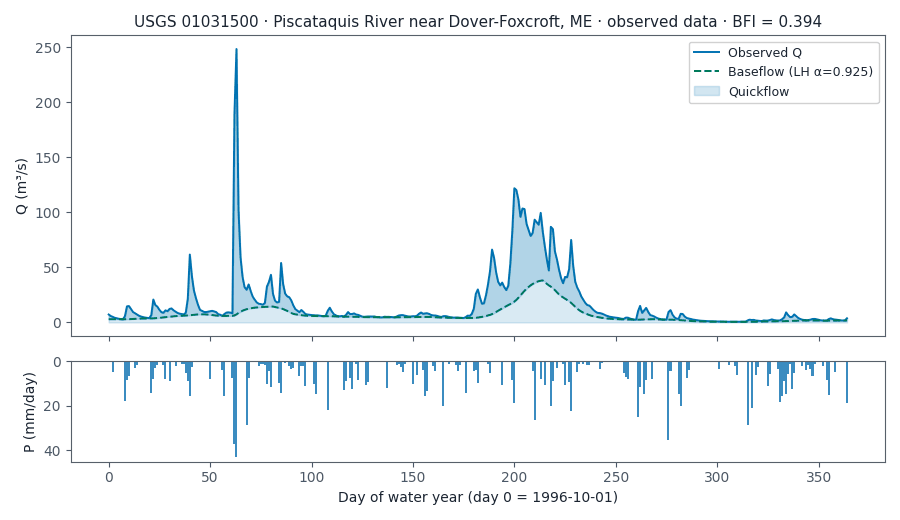 USGS 01031500 · Piscataquis River near Dover-Foxcroft, ME · observed data · BFI = 0.394
Observed Q
Baseflow (LH α=0.925)
Quickflow
Q (m³/s)
250
200
150
100
50
0
P (mm/day)
0
20
40
0 50 100 150 200 250 300 350
Day of water year (day 0 = 1996-10-01)